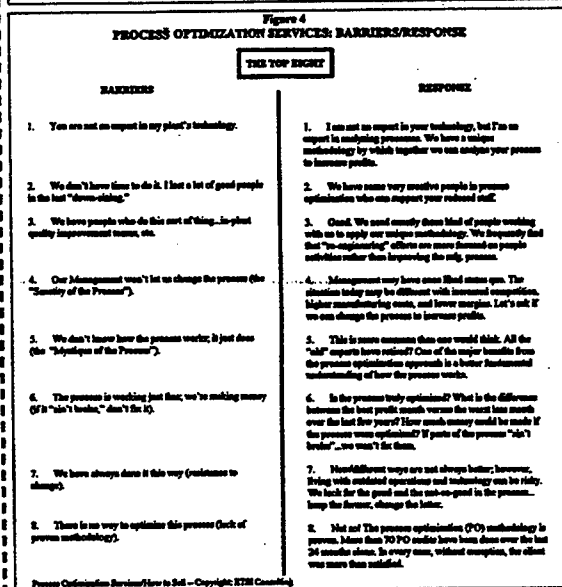 Figure 4
PROCESS OPTIMIZATION SERVICES: BARRIERS/RESPONSE
THE TOP EIGHT
BARRIERS
1. You are not an expert in my plant's technology.
2. We don't have time to do it. I lost a lot of good people
in the last "down-sizing."
3. We have people who do this sort of thing...in-plant
quality improvement teams, etc.
4. Our Management won't let us change the process (the
"Sanctity of the Process").
5. We don't know how the process works; it just does
(the "Mystique of the Process").
6. The process is working just fine; we're making money
(if it "ain't broke," don't fix it).
7. We have always done it this way (resistance to
change).
8. There is no way to optimize this process (lack of
proven methodology).
RESPONSE
1. I am not an expert in your technology, but I'm an
expert in analyzing processes. We have a unique
methodology by which together we can analyze your process
to increase profits.
2. We have some very creative people in process
optimization who can support your reduced staff.
3. Good. We need exactly those kind of people working
with us to apply our unique methodology. We frequently find
that "re-engineering" efforts are more focused on people
activities rather than improving the process.
4. Management may have once liked status quo. The
situation today may be different with increased competition,
higher manufacturing costs, and lower margins. Let's ask if
we can change the process to increase profits.
5. This is more common than one would think. All the
"old" experts have retired? One of the major benefits from
the process optimization approach is a better fundamental
understanding of how the process works.
6. Is the process truly optimized? What is the difference
between the best profit month versus the worst loss month
over the last few years? How much money could be made if
the process were optimized? If parts of the process "ain't
broke"...we won't fix them.
7. New/different ways are not always better; however,
living with outdated operations and technology can be risky.
We look for the good and the not-so-good in the process...
keep the former, change the latter.
8. Not so! The process optimization (PO) methodology is
proven. More than 70 PO audits have been done over the last
24 months alone. In every case, without exception, the client
was more than satisfied.
Process Optimization Services/How to Sell -- Copyright: